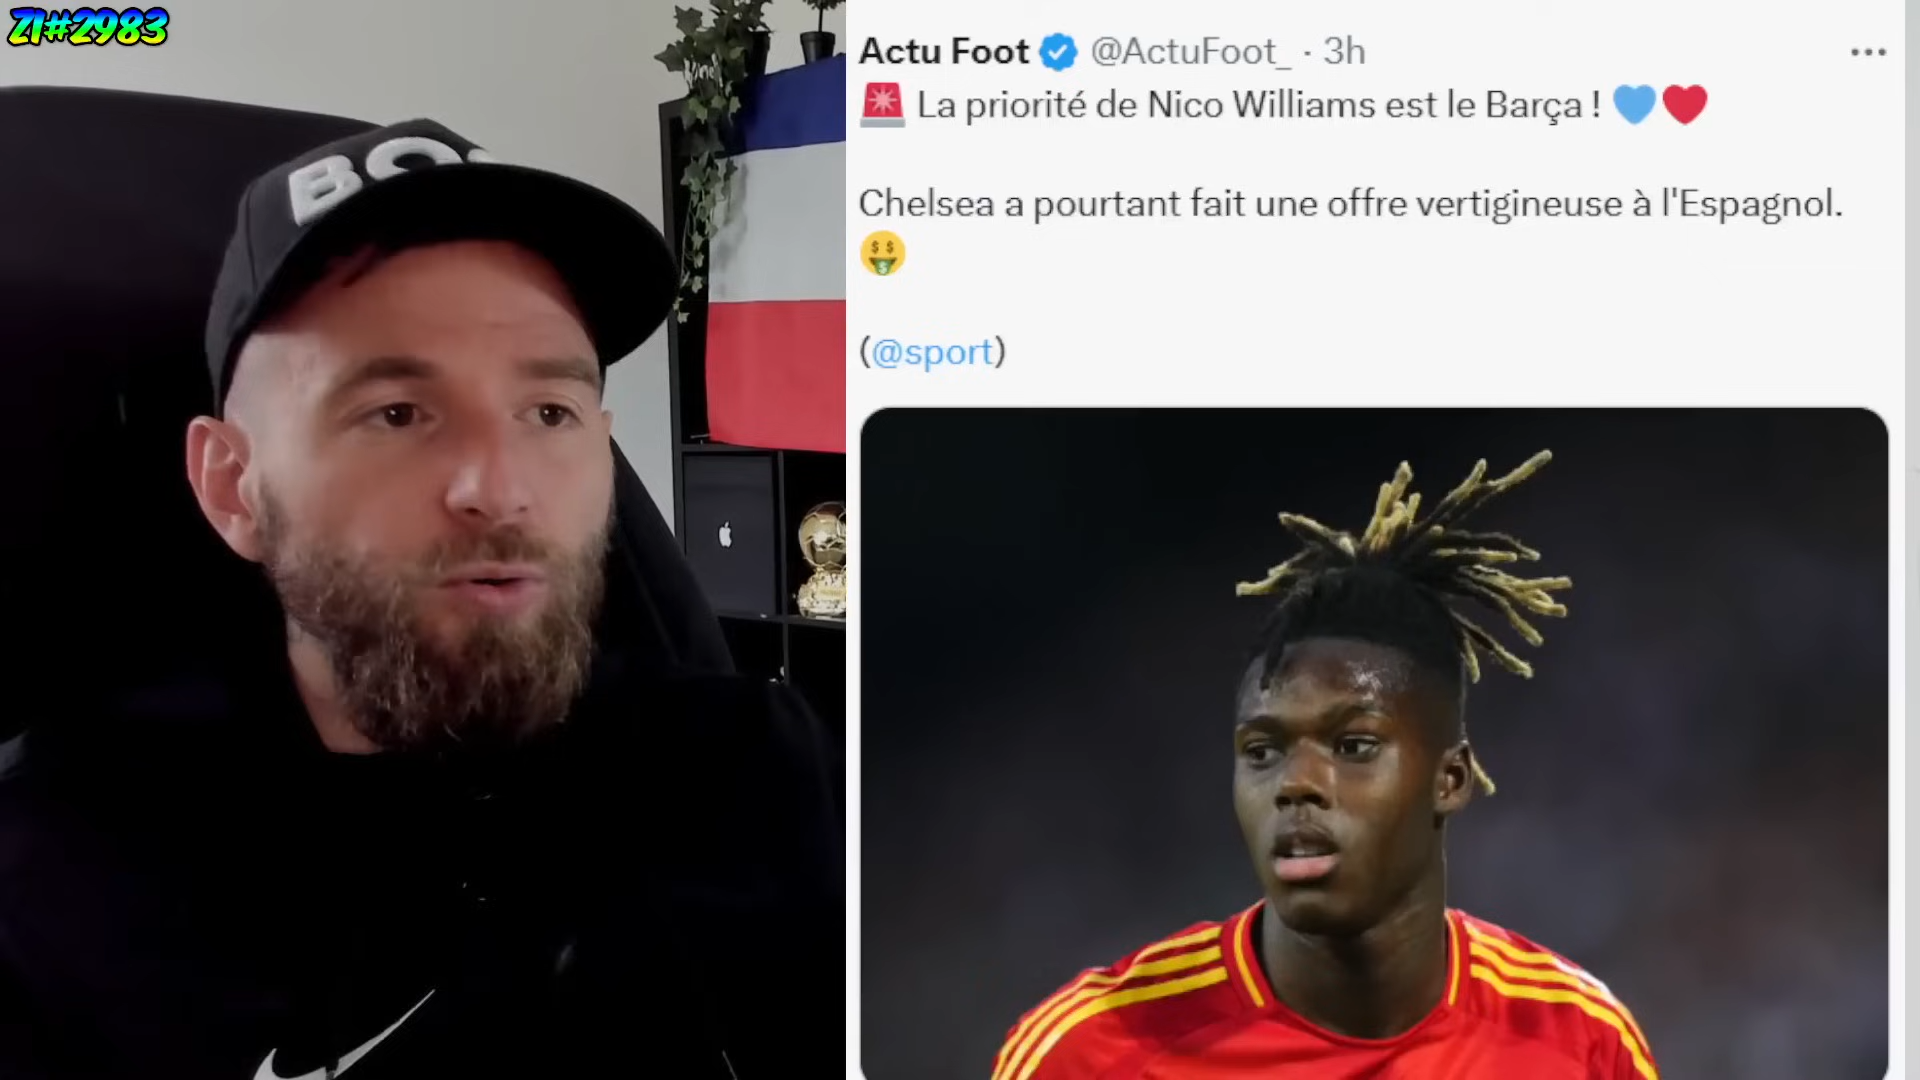 ZI#2983
BOS
Actu Foot @ActuFoot_ · 3h
🚨 La priorité de Nico Williams est le Barça ! 💙❤️
Chelsea a pourtant fait une offre vertigineuse à l'Espagnol.
🤑
(@sport)